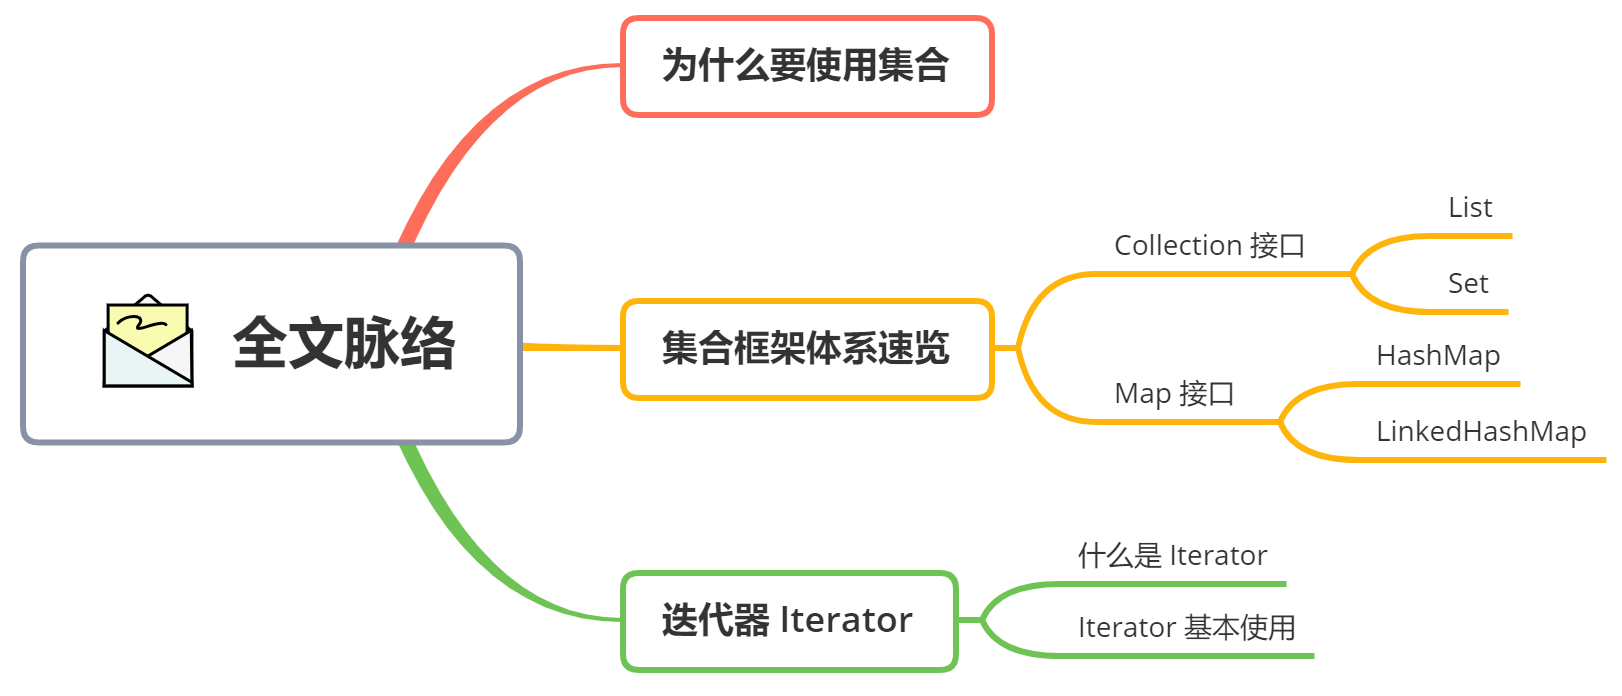 全文脉络
为什么要使用集合
集合框架体系速览
Collection 接口
List
Set
Map 接口
HashMap
LinkedHashMap
迭代器 Iterator
什么是 Iterator
Iterator 基本使用